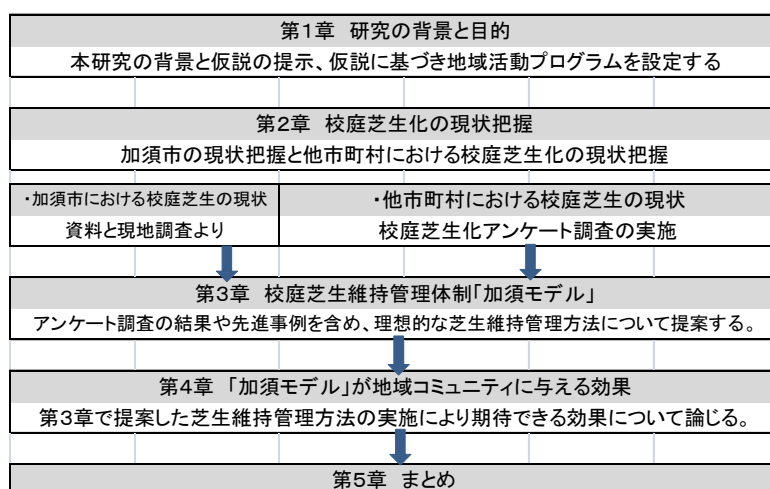 第1章 研究の背景と目的
本研究の背景と仮説の提示、仮説に基づき地域活動プログラムを設定する
第2章 校庭芝生化の現状把握
加須市の現状把握と他市町村における校庭芝生化の現状把握
・加須市における校庭芝生の現状
資料と現地調査より
・他市町村における校庭芝生の現状
校庭芝生化アンケート調査の実施
第3章 校庭芝生維持管理体制「加須モデル」
アンケート調査の結果や先進事例を含め、理想的な芝生維持管理方法について提案する。
第4章 「加須モデル」が地域コミュニティに与える効果
第3章で提案した芝生維持管理方法の実施により期待できる効果について論じる。
第5章 まとめ